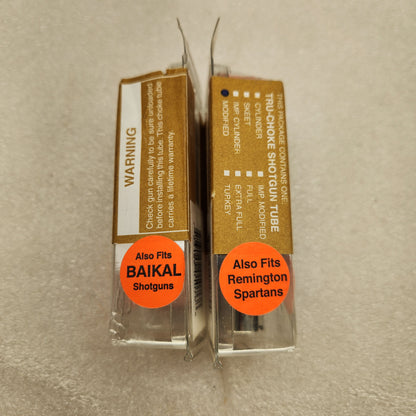 WARNING
Check gun carefully to be sure unloaded
before installing this tube. This choke tube
carries a lifetime warranty.
Also Fits
BAIKAL
Shotguns
THIS PACKAGE CONTAINS ONE:
TRU-CHOKE SHOTGUN TUBE
CYLINDER
SKEET
IMP. CYLINDER
MODIFIED
IMP. MODIFIED
FULL
EXTRA FULL
TURKEY
Also Fits
Remington
Spartans